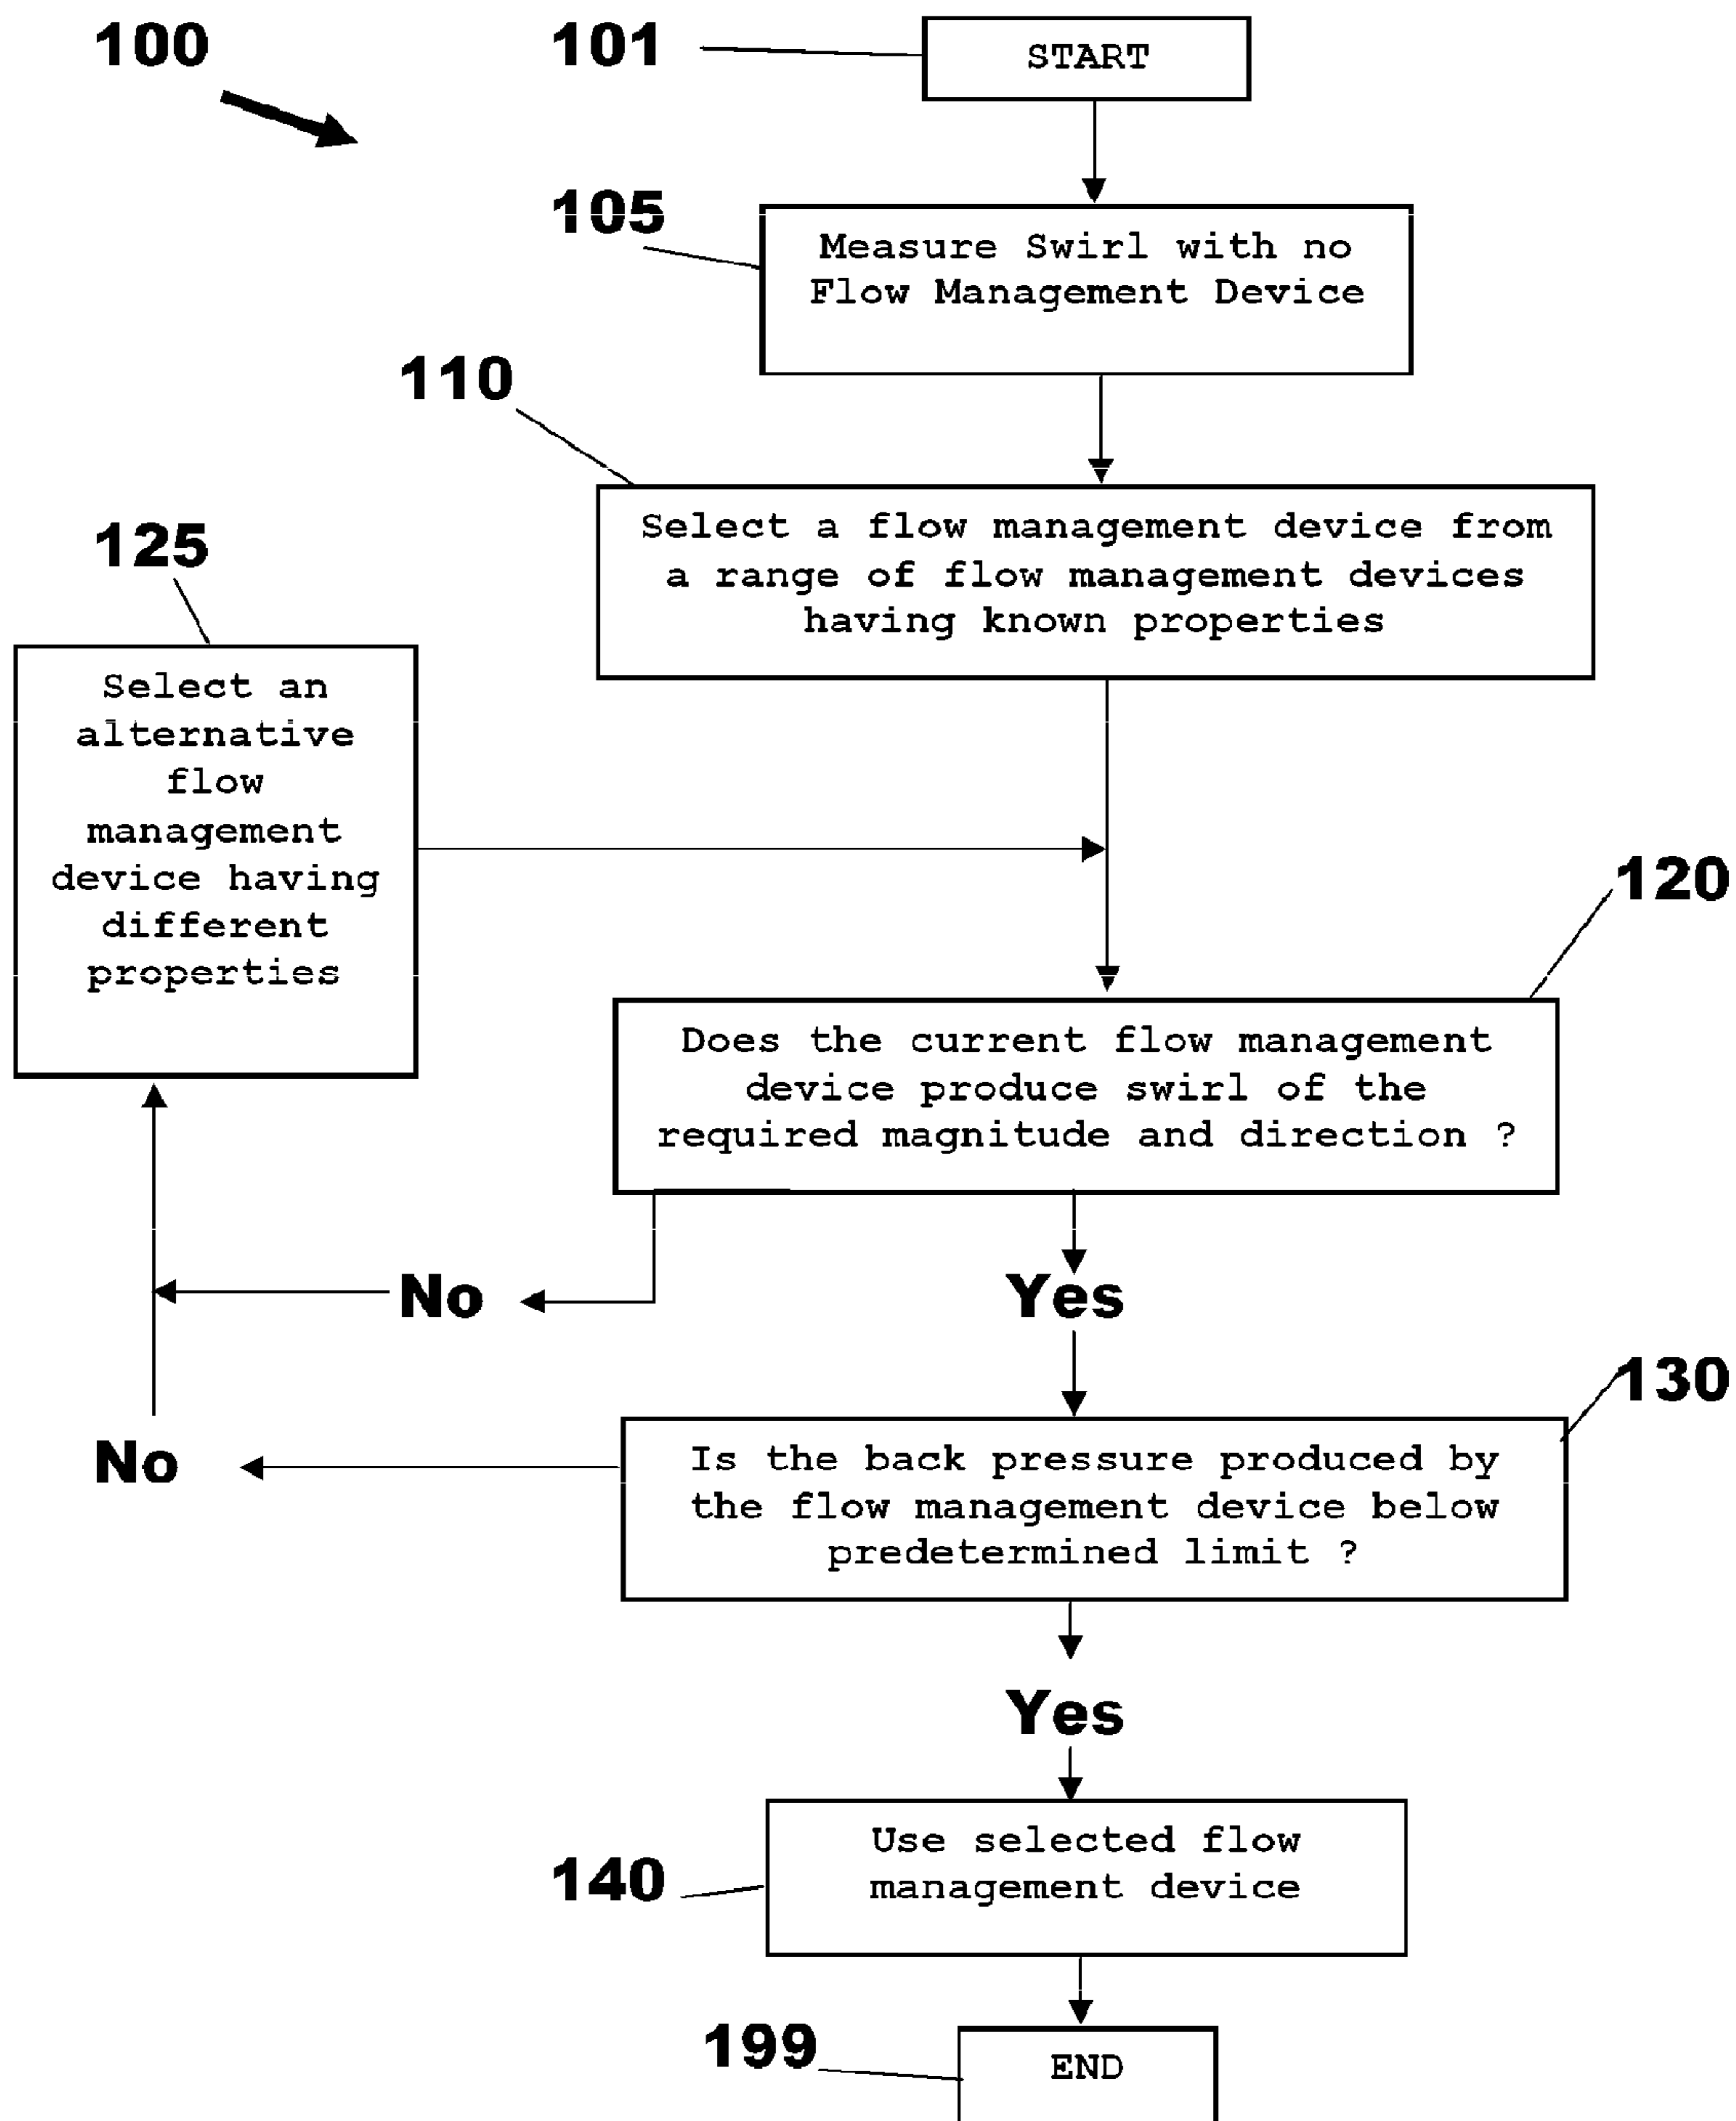 100
101
START
105
Measure Swirl with no
Flow Management Device
110
Select a flow management device from
a range of flow management devices
having known properties
125
Select an
alternative
flow
management
device having
different
properties
120
Does the current flow management
device produce swirl of the
required magnitude and direction ?
No
Yes
130
Is the back pressure produced by
the flow management device below
predetermined limit ?
No
Yes
140
Use selected flow
management device
199
END